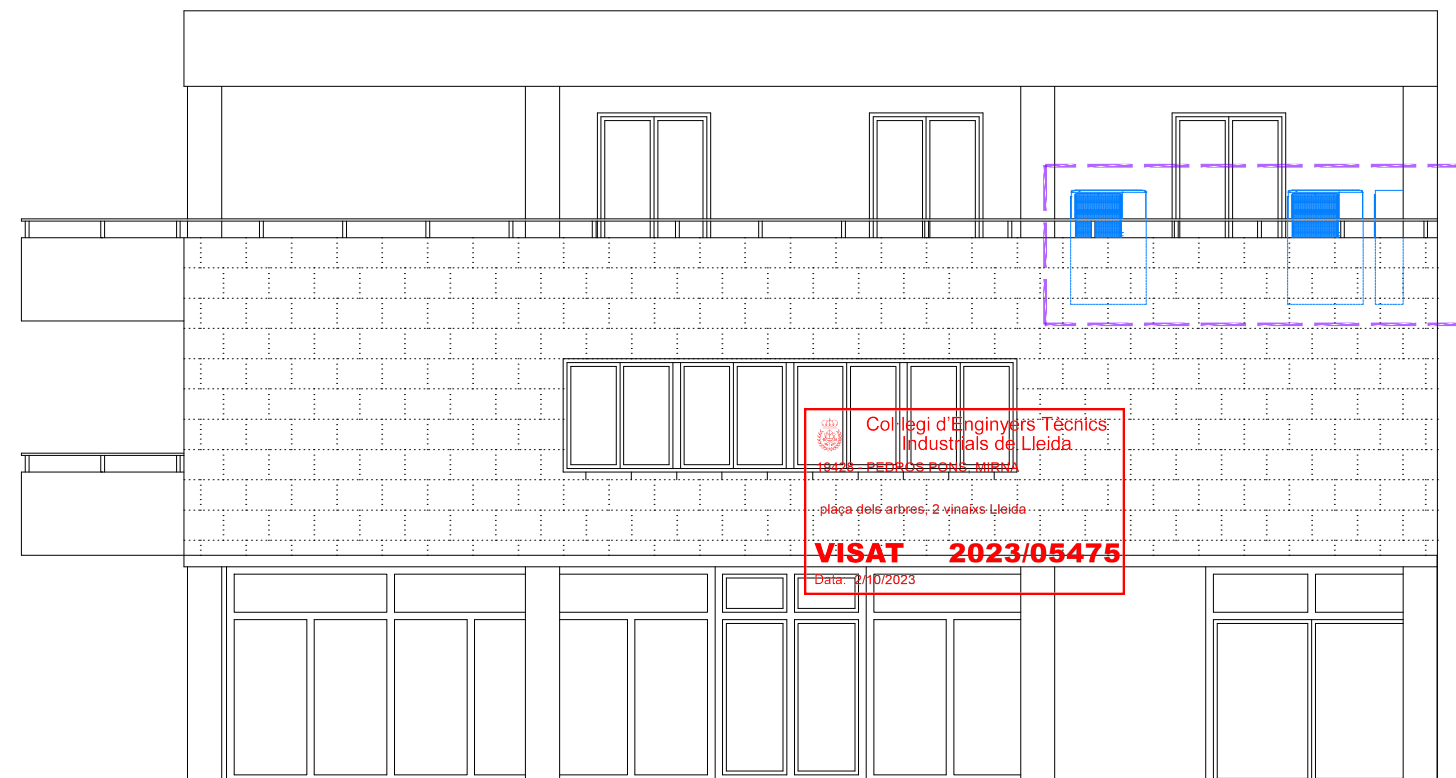 Col·legi d'Enginyers Tècnics
Industrials de Lleida
19428 - PEDROS PONS, MIRNA
plaça dels arbres, 2 vinaixs Lleida
VISAT 2023/05475
Data: 2/10/2023